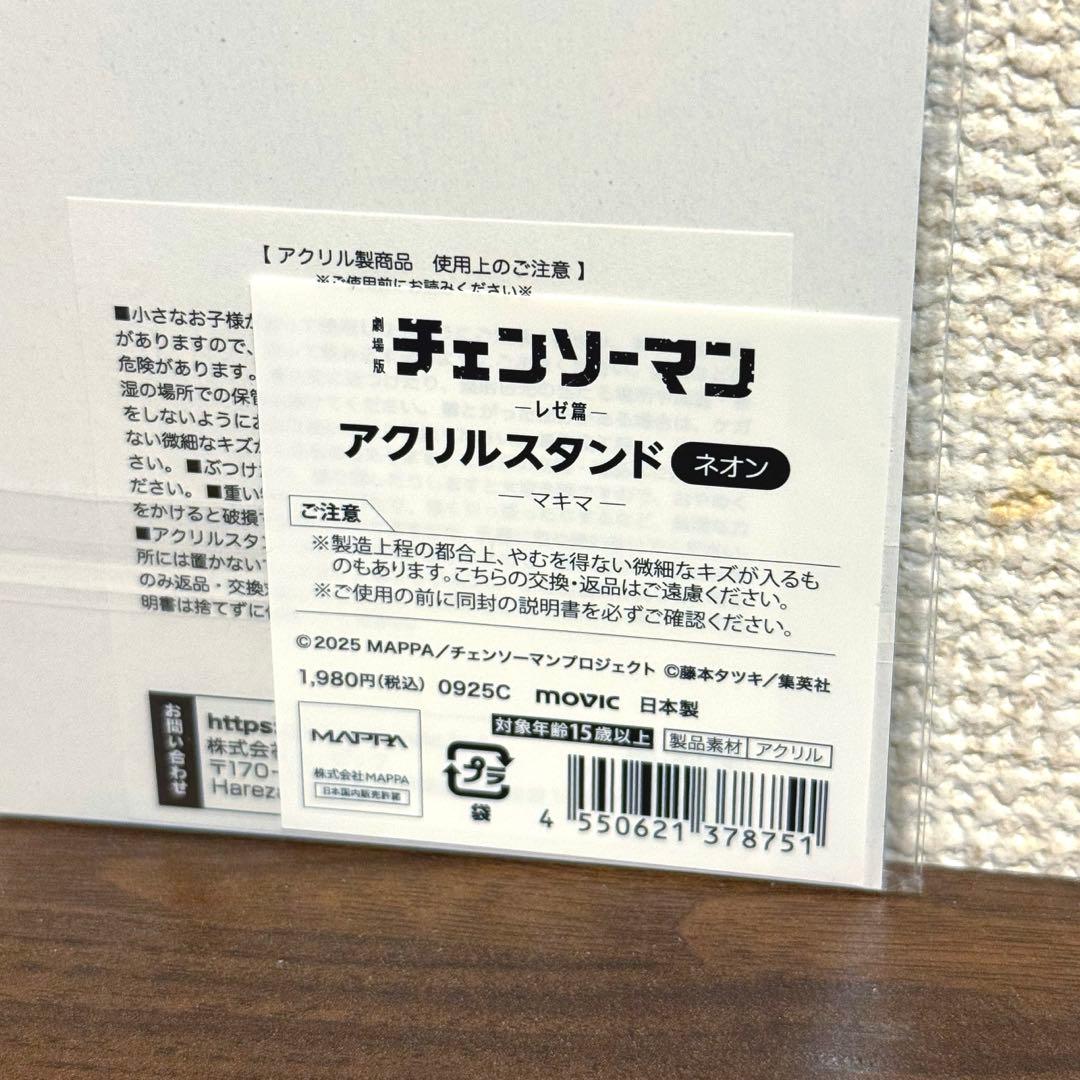 【 アクリル製商品　使用上のご注意 】
※ご使用前にお読みください※
■小さなお子様が
がありますので、
危険があります。
湿の場所での保管
をしないようにお
ない微細なキズが
さい。■ぶつけ
ださい。■重い
をかけると破損
■アクリルスタ
所には置かない
のみ返品・交換
明書は捨てずに
お問い合わせ
https:
株式会社
〒170-
Hareza
劇場版
チェンソーマン
―レゼ篇―
アクリルスタンド ネオン
― マキマ ―
ご注意
※製造上程の都合上、やむを得ない微細なキズが入るも
のもあります。こちらの交換・返品はご遠慮ください。
※ご使用の前に同封の説明書を必ずご確認ください。
©2025 MAPPA／チェンソーマンプロジェクト ©藤本タツキ／集英社
1,980円(税込) 0925C movic 日本製
対象年齢15歳以上 製品素材 アクリル
MAPPA
株式会社MAPPA
日本国内販売許諾
プラ
袋
4 550621 378751